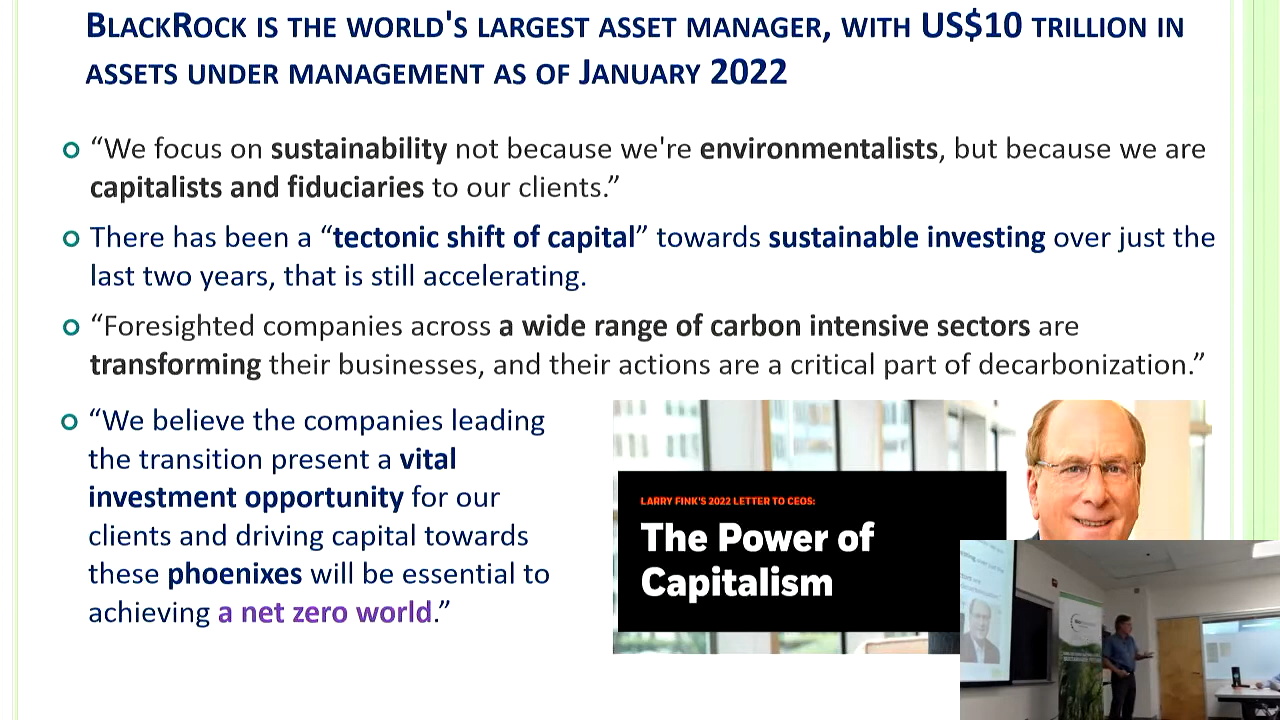 BLACKROCK IS THE WORLD'S LARGEST ASSET MANAGER, WITH US$10 TRILLION IN
ASSETS UNDER MANAGEMENT AS OF JANUARY 2022
“We focus on sustainability not because we're environmentalists, but because we are
capitalists and fiduciaries to our clients.”
There has been a “tectonic shift of capital” towards sustainable investing over just the
last two years, that is still accelerating.
“Foresighted companies across a wide range of carbon intensive sectors are
transforming their businesses, and their actions are a critical part of decarbonization.”
“We believe the companies leading
the transition present a vital
investment opportunity for our
clients and driving capital towards
these phoenixes will be essential to
achieving a net zero world.”
LARRY FINK'S 2022 LETTER TO CEOS:
The Power of
Capitalism